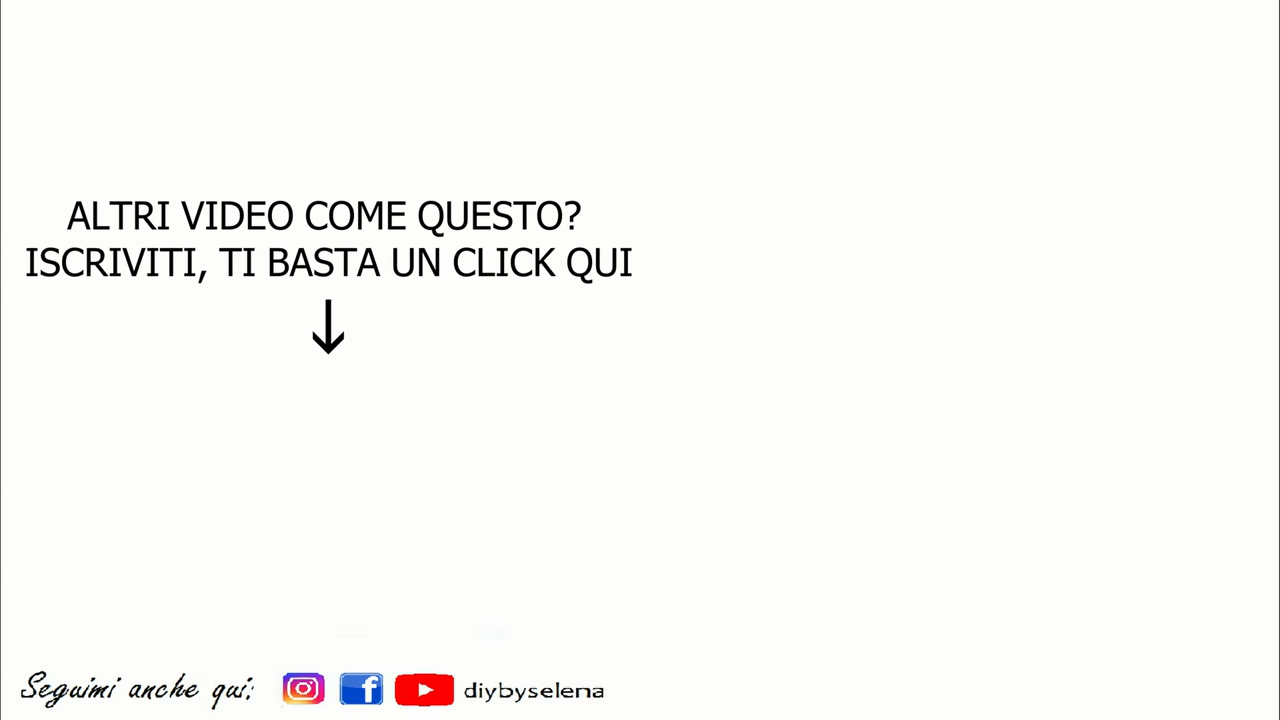 ALTRI VIDEO COME QUESTO?
ISCRIVITI, TI BASTA UN CLICK QUI
Seguimi anche qui: diybyselena